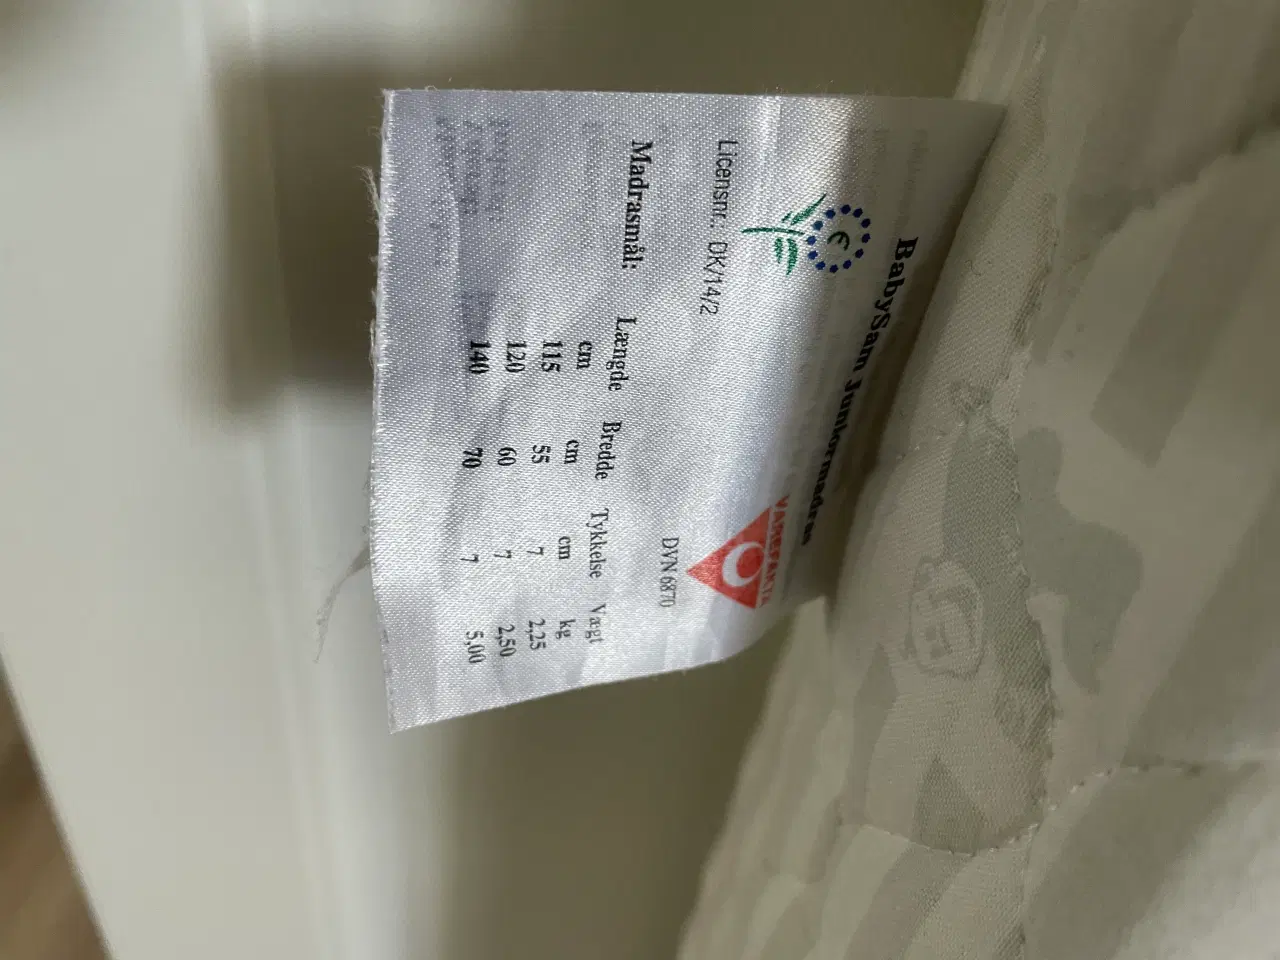 BabySam Juniormadras
VAREFAKTA
Licensnr.: DK/14/2
DVN 6870
Madrasmål: Længde Bredde Tykkelse Vægt
cm cm cm kg
115 55 7 2,25
120 60 7 2,50
140 70 7 5,00